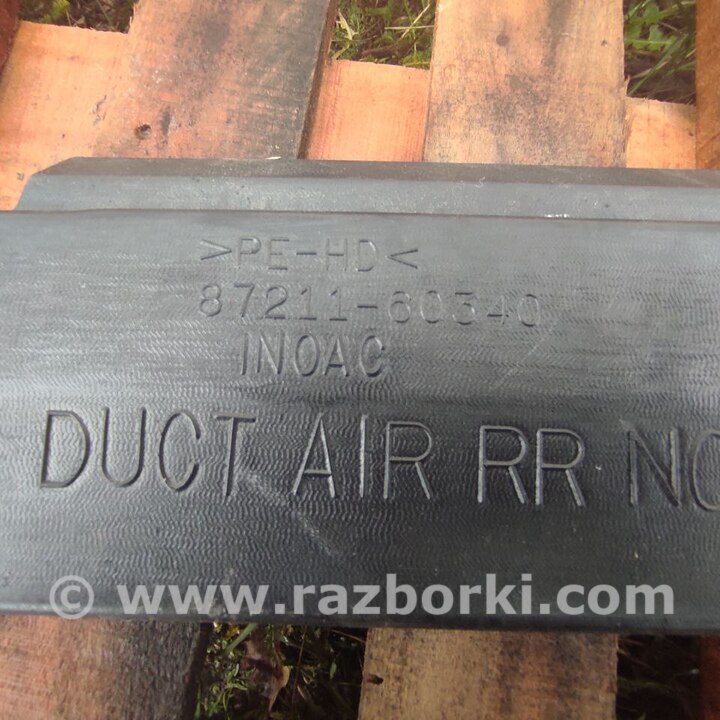 >PE-HD<
87211-60340
INOAC
DUCT AIR RR NO
© www.razborki.com